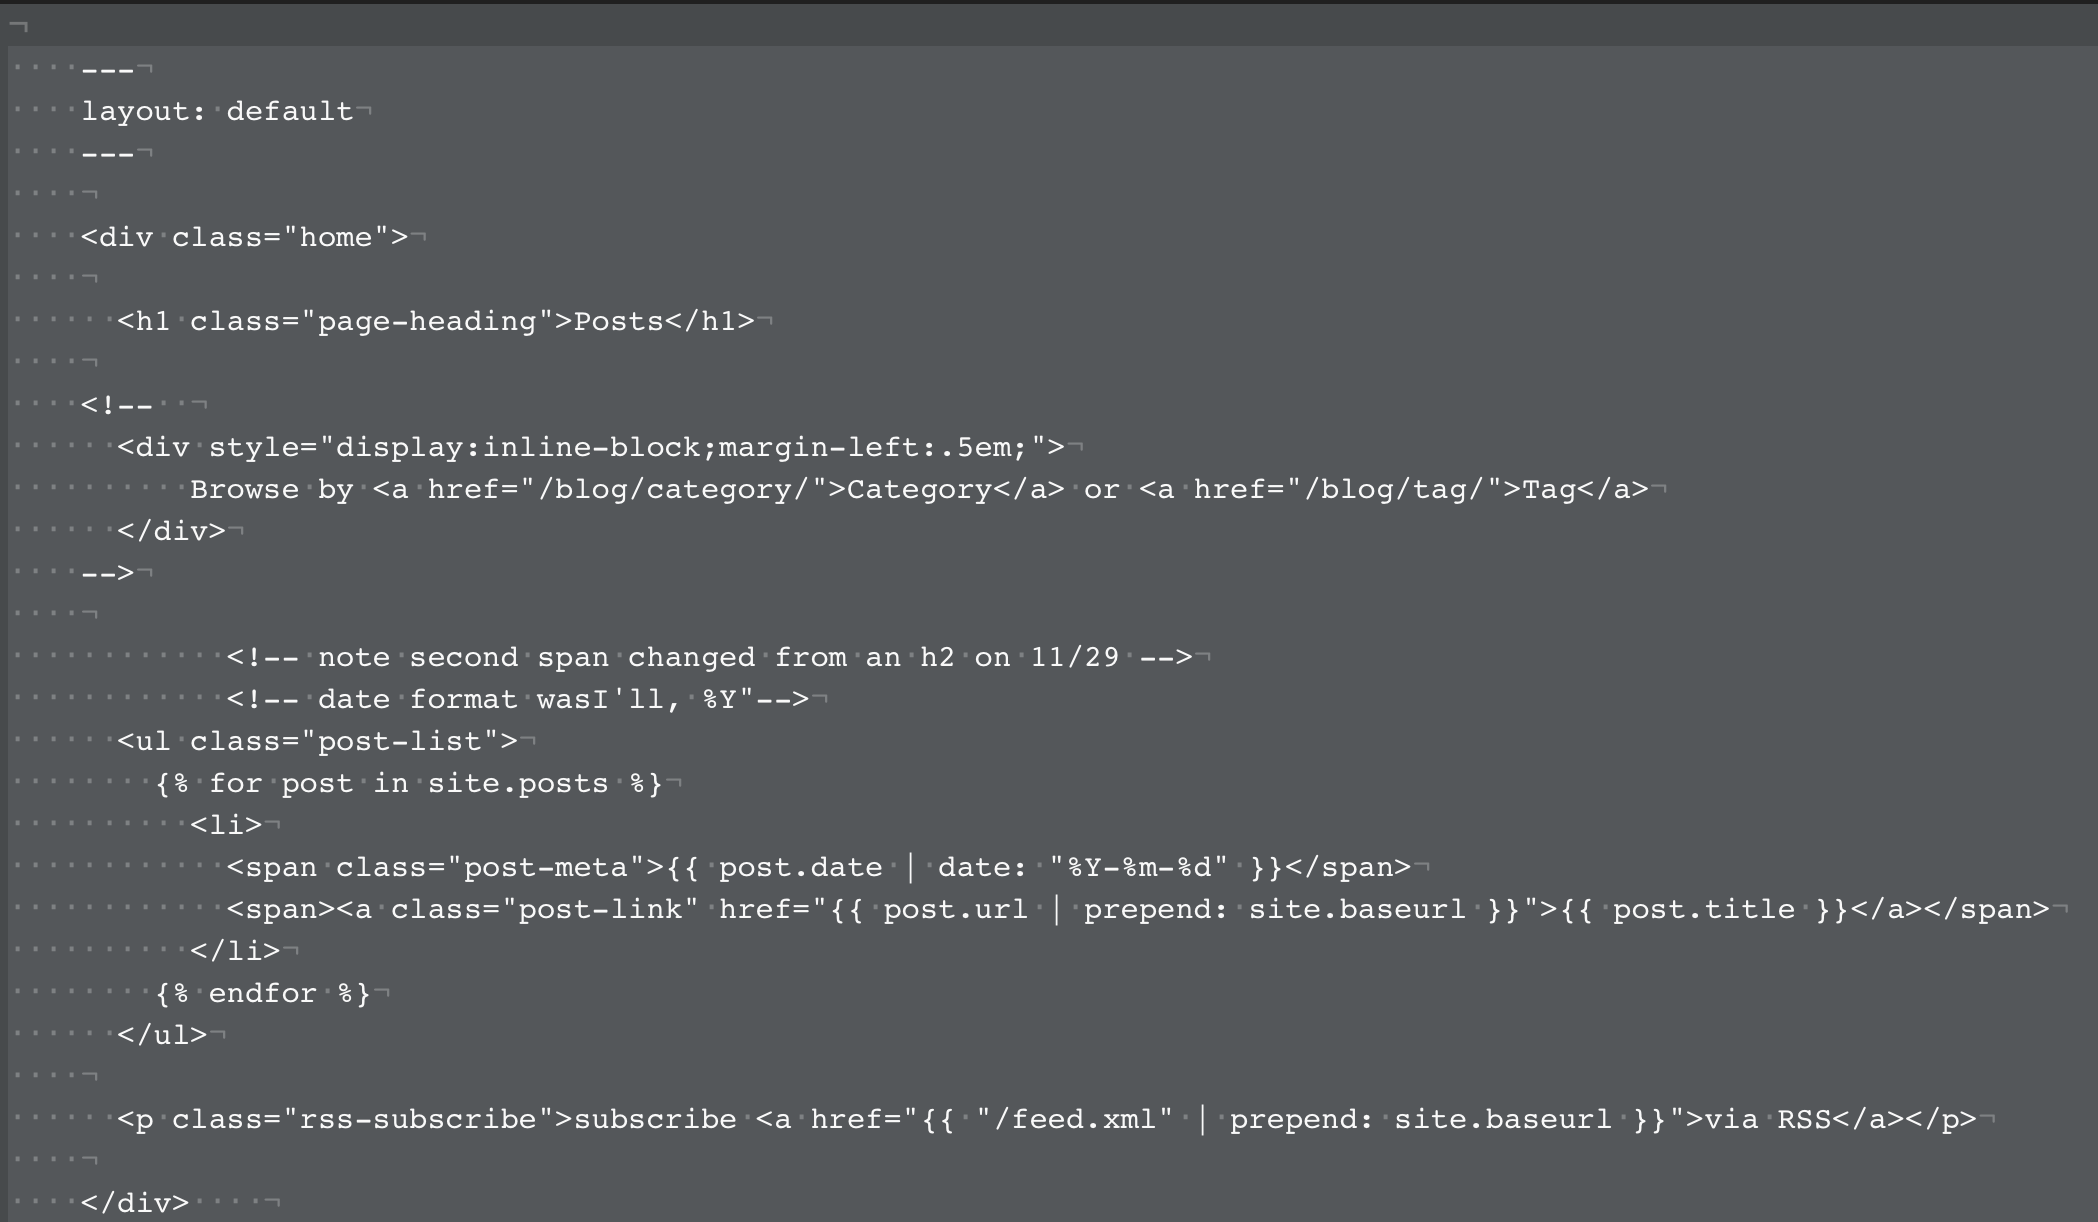 ---
layout: default
---
<div class="home">
<h1 class="page-heading">Posts</h1>
<!--
<div style="display:inline-block;margin-left:.5em;">
Browse by <a href="/blog/category/">Category</a> or <a href="/blog/tag/">Tag</a>
</div>
-->
<!-- note second span changed from an h2 on 11/29 -->
<!-- date format wasI'll, %Y"-->
<ul class="post-list">
{% for post in site.posts %}
<li>
<span class="post-meta">{{ post.date | date: "%Y-%m-%d" }}</span>
<span><a class="post-link" href="{{ post.url | prepend: site.baseurl }}">{{ post.title }}</a></span>
</li>
{% endfor %}
</ul>
<p class="rss-subscribe">subscribe <a href="{{ "/feed.xml" | prepend: site.baseurl }}">via RSS</a></p>
</div>